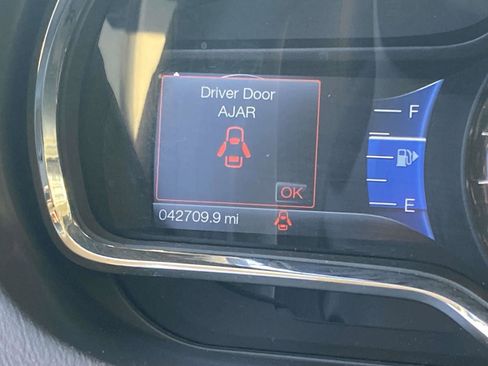 Driver Door
AJAR
F
OK
E
042709.9 mi